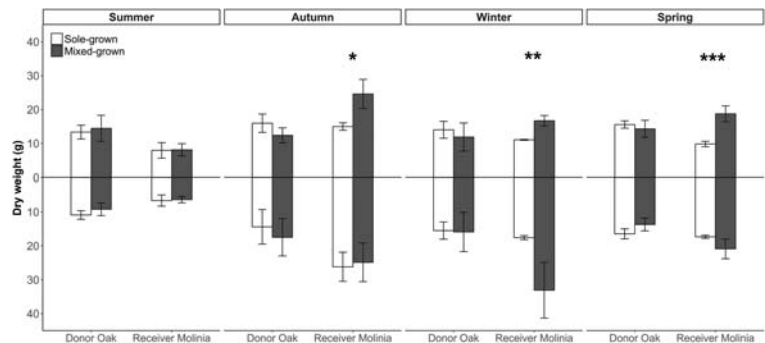 Summer Autumn Winter Spring
Sole-grown
Mixed-grown
* ** ***
40
30
20
10
0
10
20
30
40
Dry weight (g)
Donor Oak Receiver Molinia Donor Oak Receiver Molinia Donor Oak Receiver Molinia Donor Oak Receiver Molinia